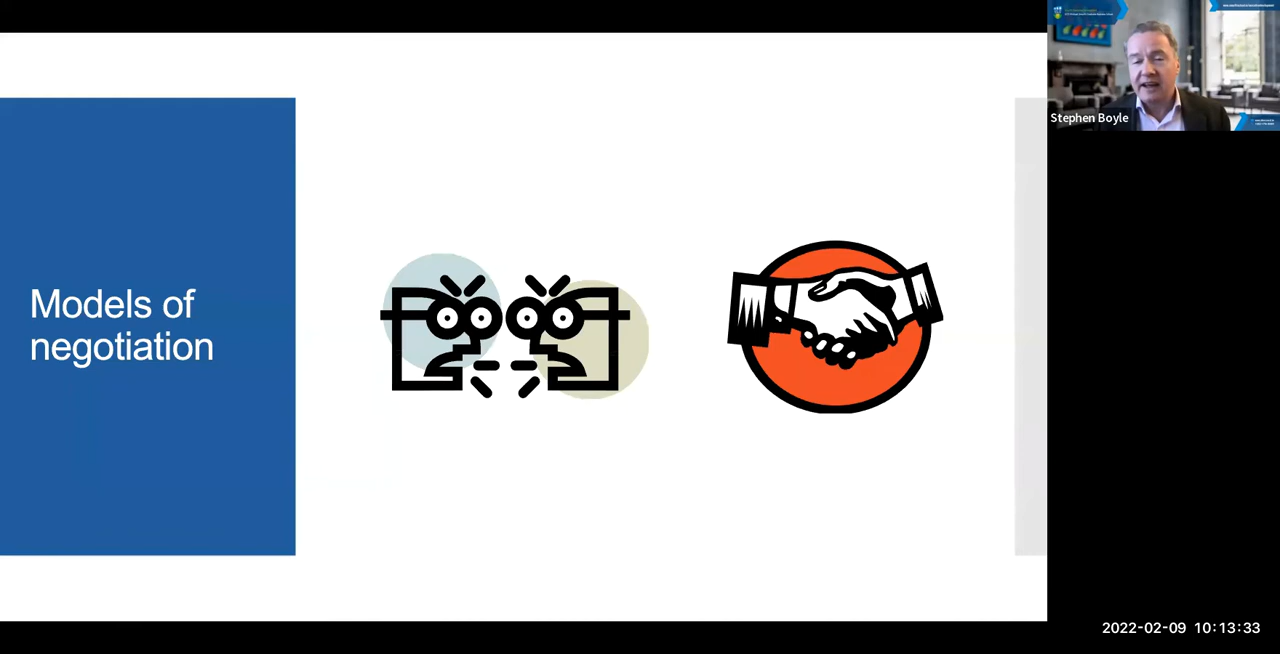 Models of
negotiation
Stephen Boyle
2022-02-09 10:13:33